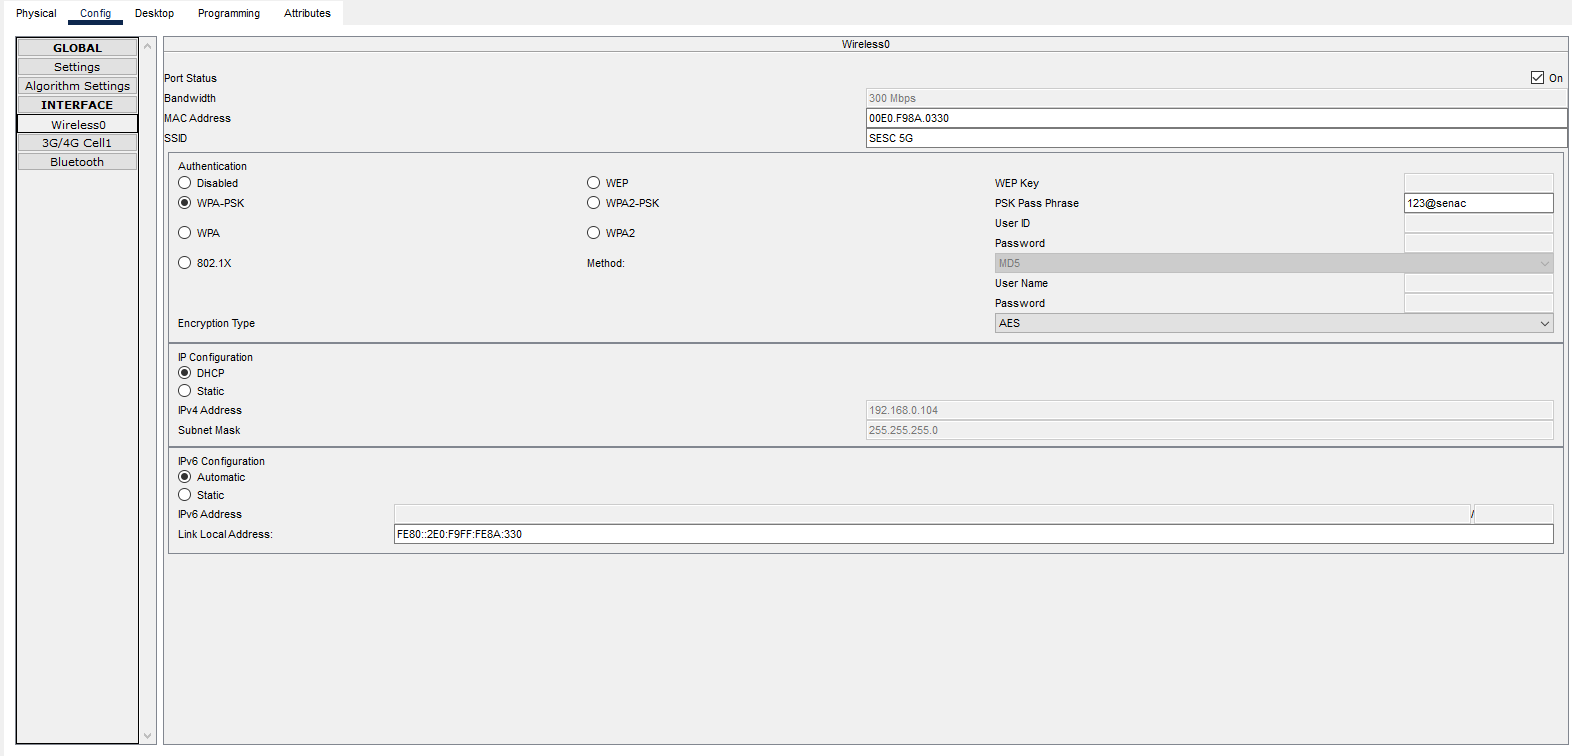 Physical Config Desktop Programming Attributes
GLOBAL
Settings
Algorithm Settings
INTERFACE
Wireless0
3G/4G Cell1
Bluetooth
Wireless0
Port Status On
Bandwidth 300 Mbps
MAC Address 00E0.F98A.0330
SSID SESC 5G
Authentication
Disabled WEP WEP Key
WPA-PSK WPA2-PSK PSK Pass Phrase 123@senac
User ID
WPA WPA2
Password
802.1X Method: MD5
User Name
Password
Encryption Type AES
IP Configuration
DHCP
Static
IPv4 Address 192.168.0.104
Subnet Mask 255.255.255.0
IPv6 Configuration
Automatic
Static
IPv6 Address /
Link Local Address: FE80::2E0:F9FF:FE8A:330